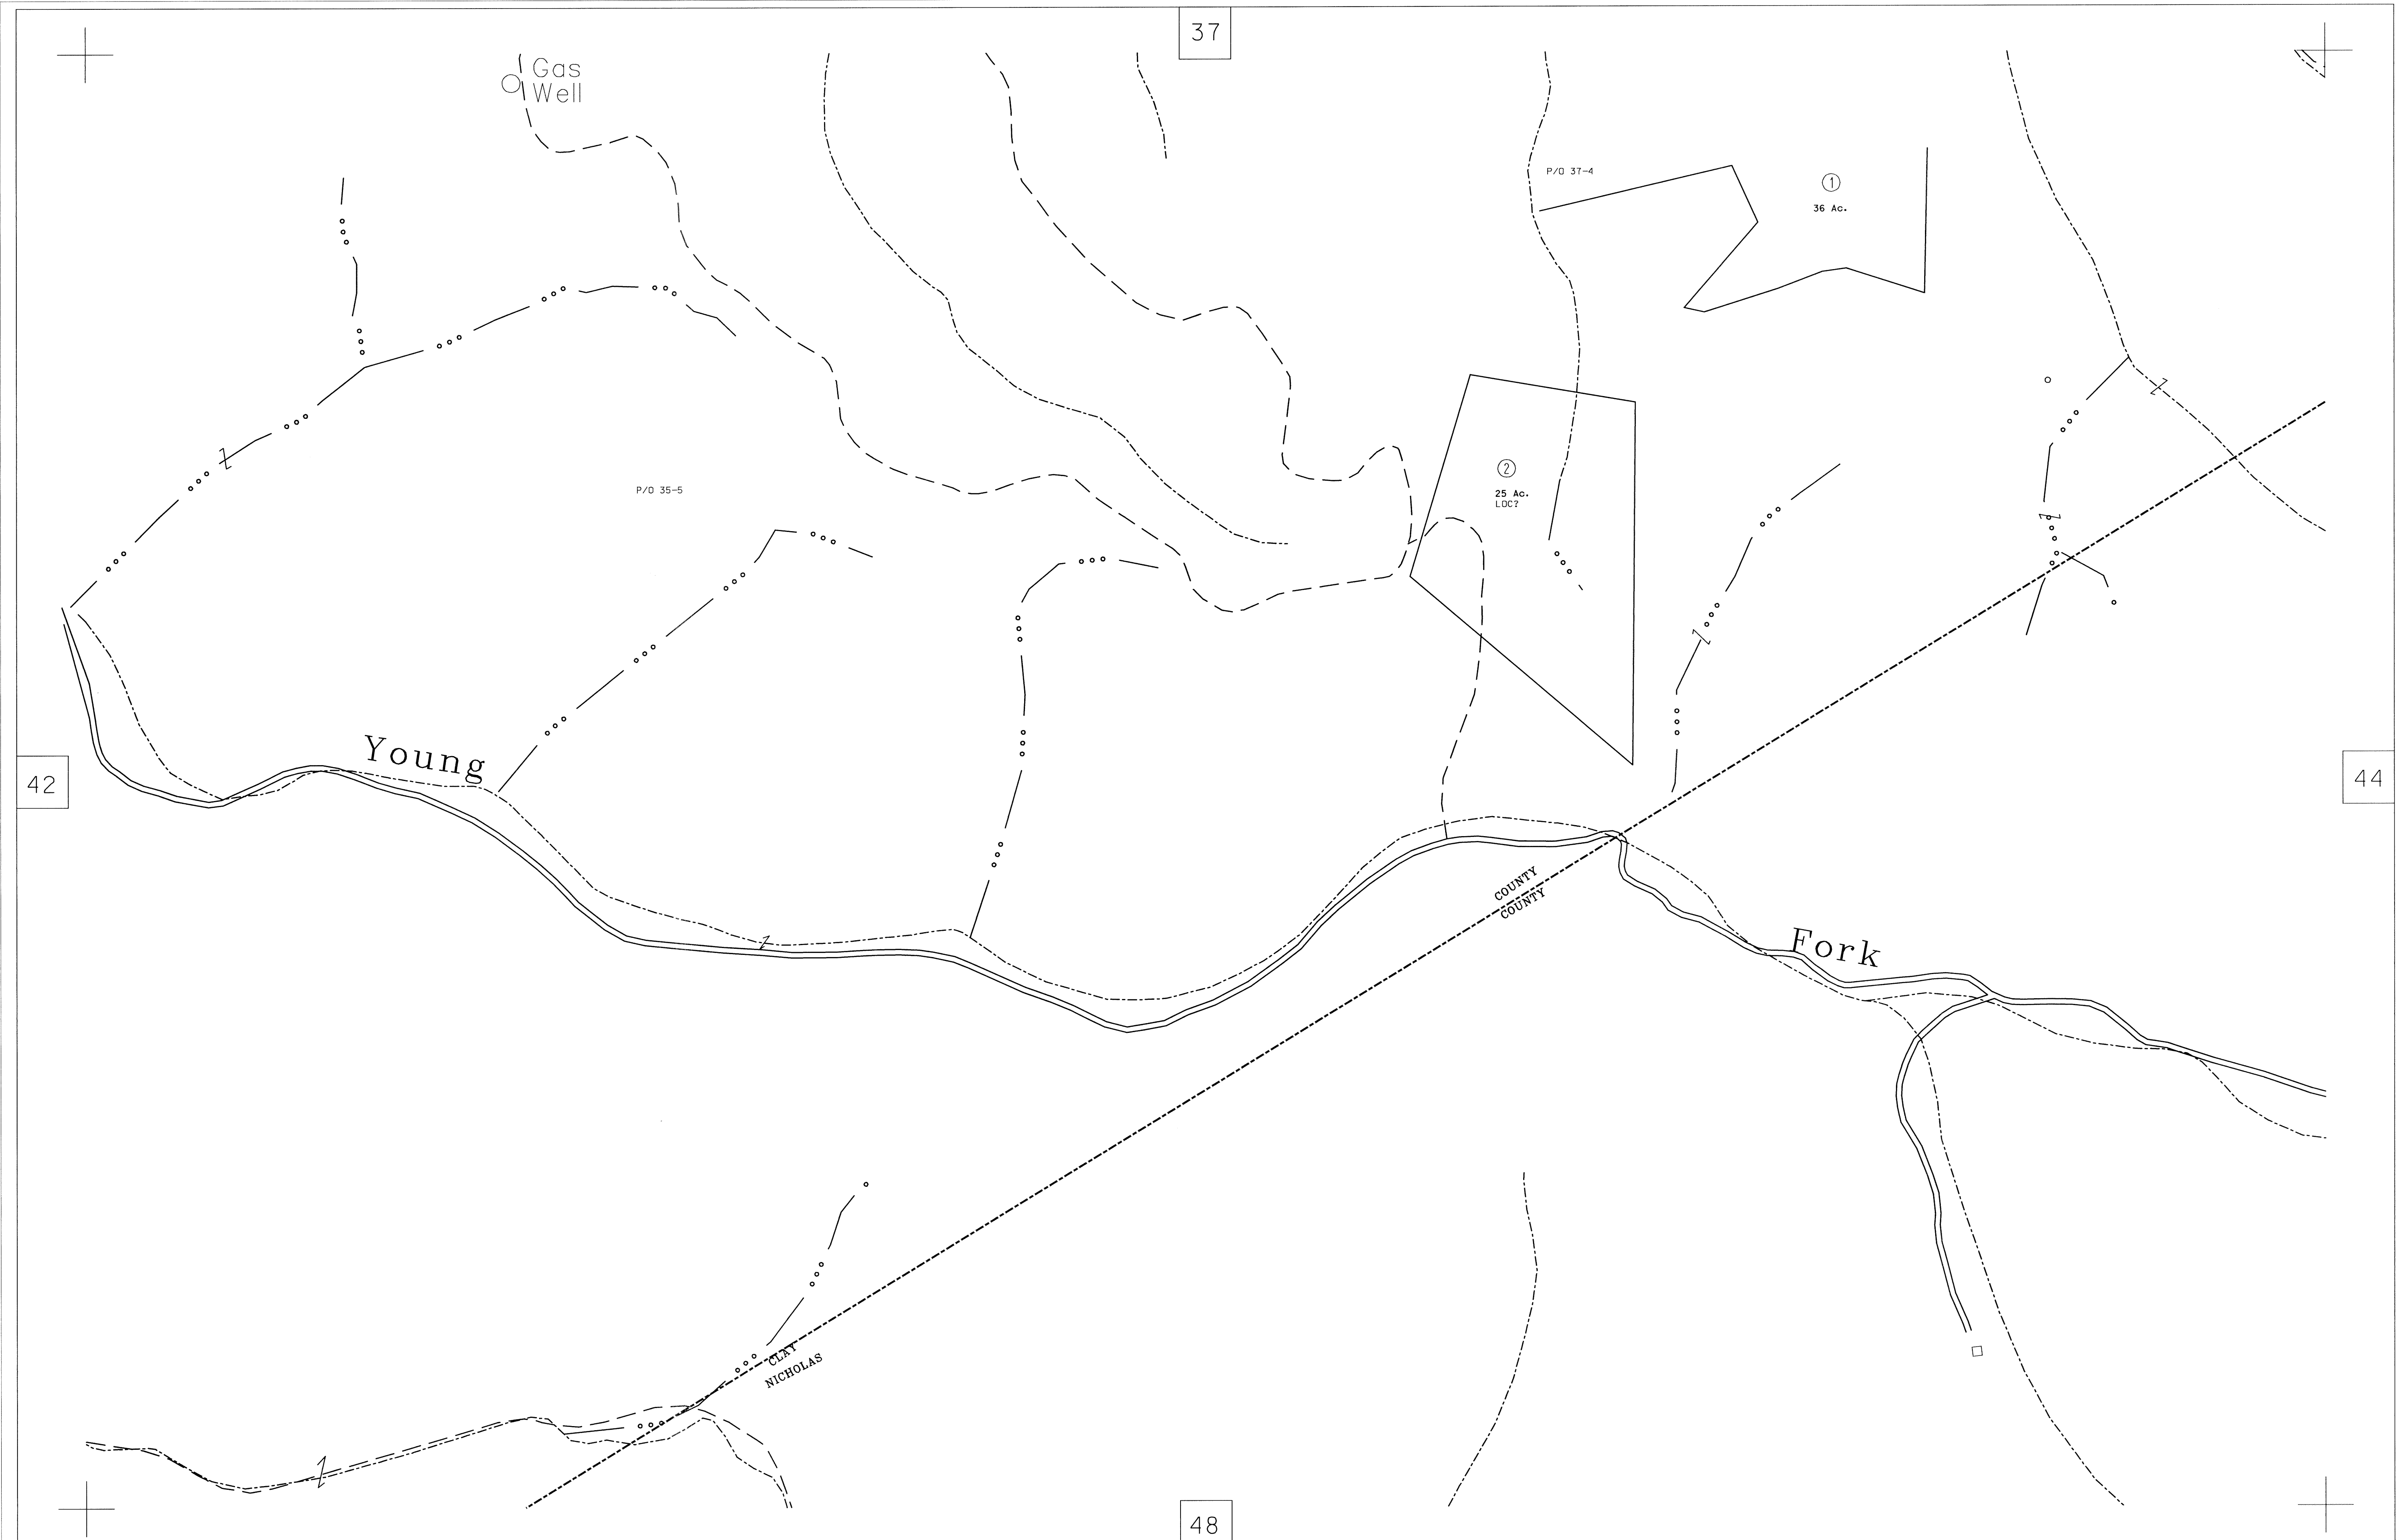 37
Gas
Well
P/O 37-4
1
36 Ac.
2
25 Ac.
LOC?
P/O 35-5
Young
42
44
COUNTY
COUNTY
Fork
CLAY
NICHOLAS
48